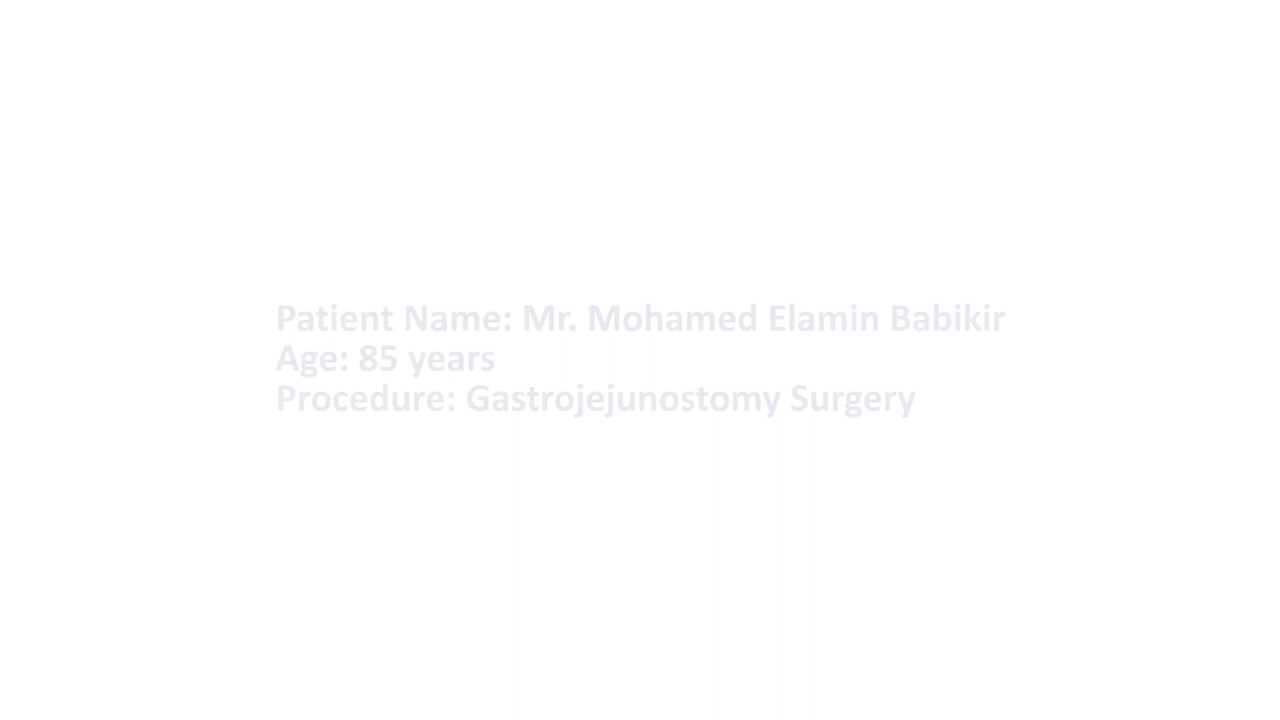 Patient Name: Mr. Mohamed Elamin Babikir
Age: 85 years
Procedure: Gastrojejunostomy Surgery